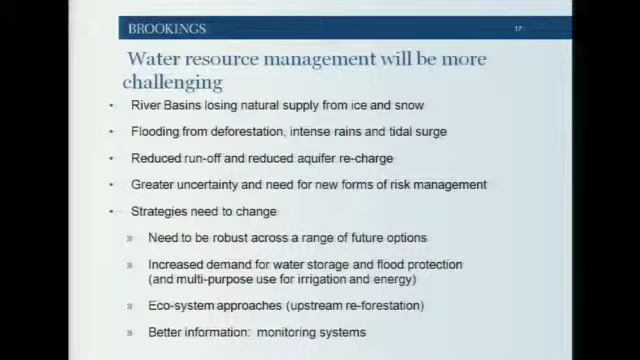 BROOKINGS
17
Water resource management will be more
challenging
• River Basins losing natural supply from ice and snow
• Flooding from deforestation, intense rains and tidal surge
• Reduced run-off and reduced aquifer re-charge
• Greater uncertainty and need for new forms of risk management
• Strategies need to change
» Need to be robust across a range of future options
» Increased demand for water storage and flood protection
(and multi-purpose use for irrigation and energy)
» Eco-system approaches (upstream re-forestation)
» Better information: monitoring systems